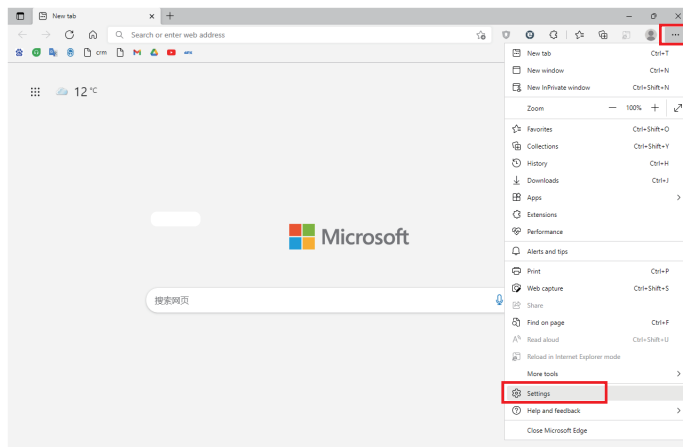 New tab
Search or enter web address
crm
12 °C
Microsoft
搜索网页
New tab Ctrl+T
New window Ctrl+N
New InPrivate window Ctrl+Shift+N
Zoom 100%
Favorites Ctrl+Shift+O
Collections Ctrl+Shift+Y
History Ctrl+H
Downloads Ctrl+J
Apps
Extensions
Performance
Alerts and tips
Print Ctrl+P
Web capture Ctrl+Shift+S
Share
Find on page Ctrl+F
Read aloud Ctrl+Shift+U
Reload in Internet Explorer mode
More tools
Settings
Help and feedback
Close Microsoft Edge